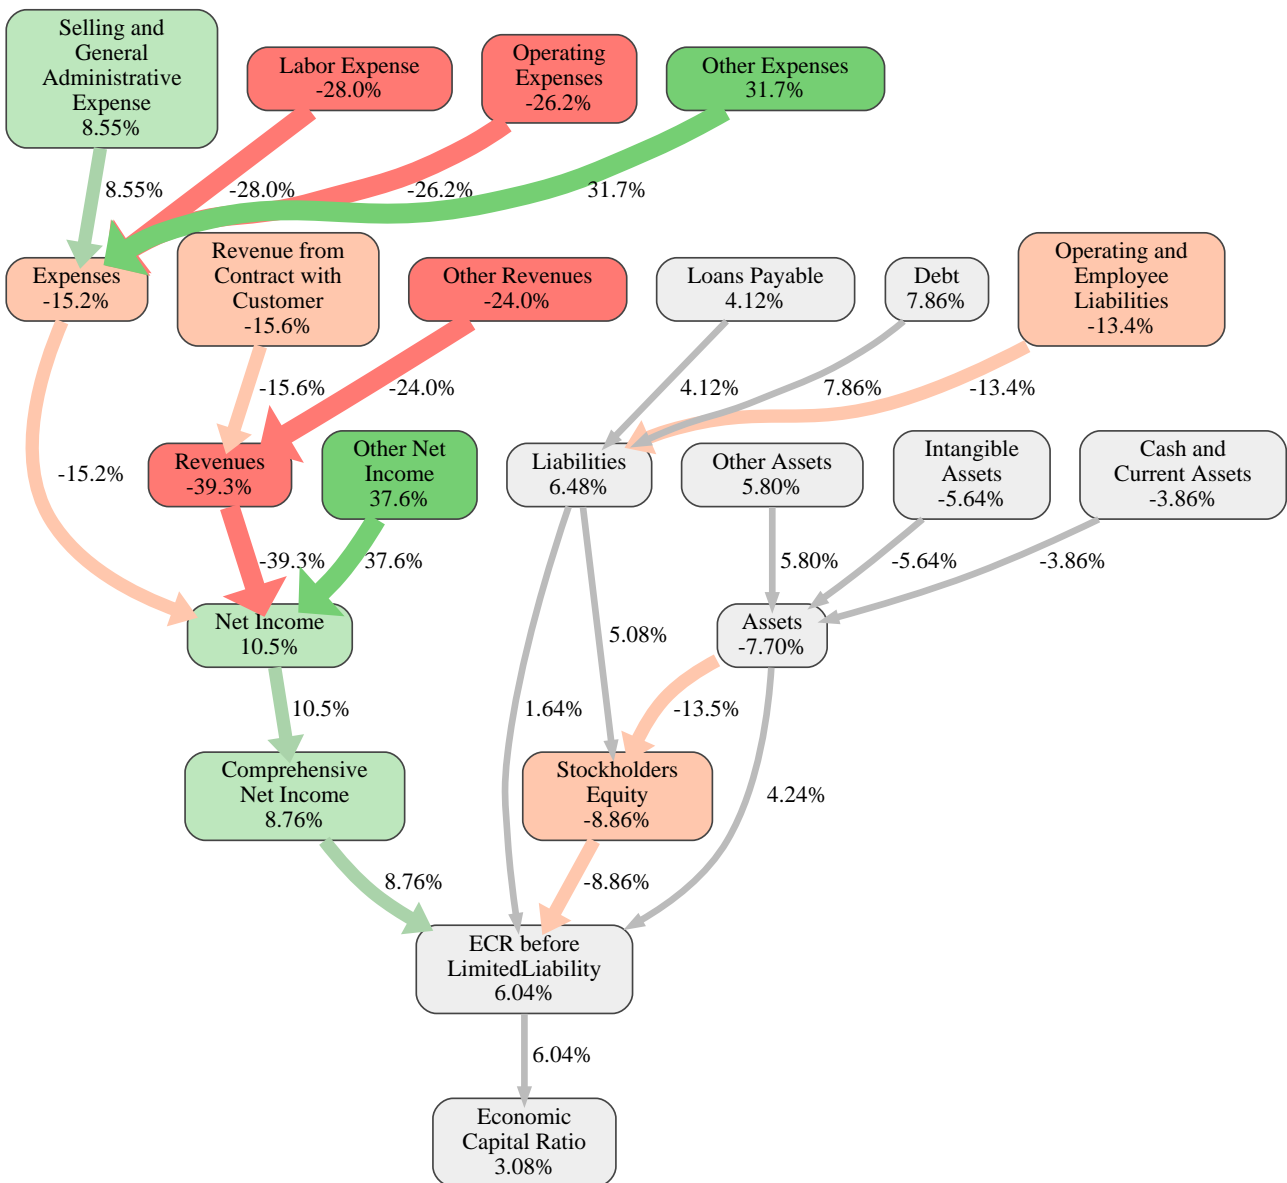 Selling and
General
Administrative
Expense
8.55%
Labor Expense
-28.0%
Operating
Expenses
-26.2%
Other Expenses
31.7%
8.55%
-28.0%
-26.2%
31.7%
Expenses
-15.2%
Revenue from
Contract with
Customer
-15.6%
Other Revenues
-24.0%
Loans Payable
4.12%
Debt
7.86%
Operating and
Employee
Liabilities
-13.4%
-15.6%
-24.0%
4.12%
7.86%
-13.4%
-15.2%
Revenues
-39.3%
Other Net
Income
37.6%
Liabilities
6.48%
Other Assets
5.80%
Intangible
Assets
-5.64%
Cash and
Current Assets
-3.86%
-39.3%
37.6%
5.80%
-5.64%
-3.86%
Net Income
10.5%
5.08%
Assets
-7.70%
10.5%
1.64%
-13.5%
Comprehensive
Net Income
8.76%
Stockholders
Equity
-8.86%
4.24%
8.76%
-8.86%
ECR before
LimitedLiability
6.04%
6.04%
Economic
Capital Ratio
3.08%